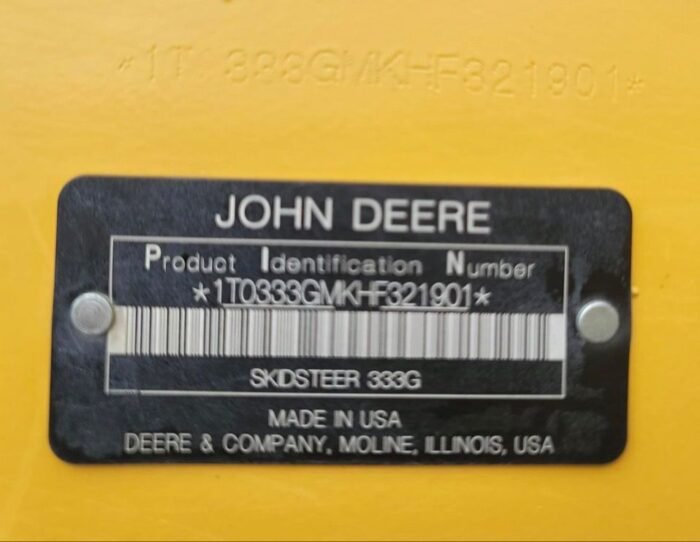 *1T0333GMKHF321901*
JOHN DEERE
Product Identification Number
*1T0333GMKHF321901*
SKIDSTEER 333G
MADE IN USA
DEERE & COMPANY, MOLINE, ILLINOIS, USA